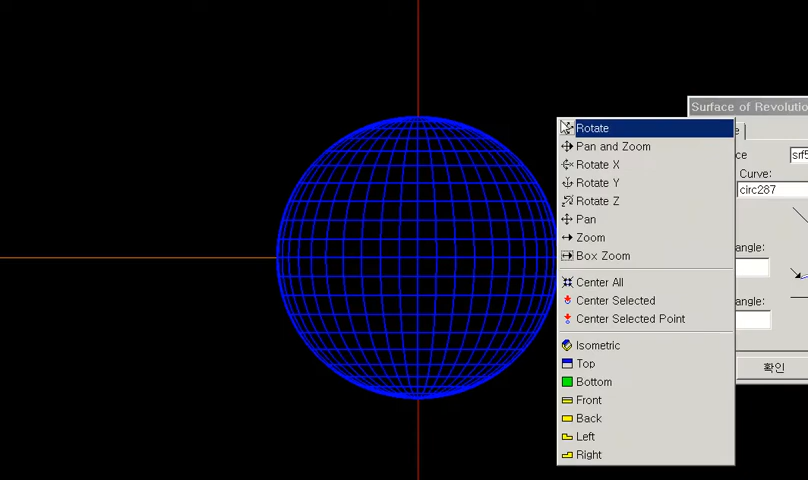 Surface of Revolutio
Rotate
Pan and Zoom
Rotate X
Rotate Y
Rotate Z
Pan
Zoom
Box Zoom
Center All
Center Selected
Center Selected Point
Isometric
Top
Bottom
Front
Back
Left
Right
Curve:
circ287
angle:
angle:
확인